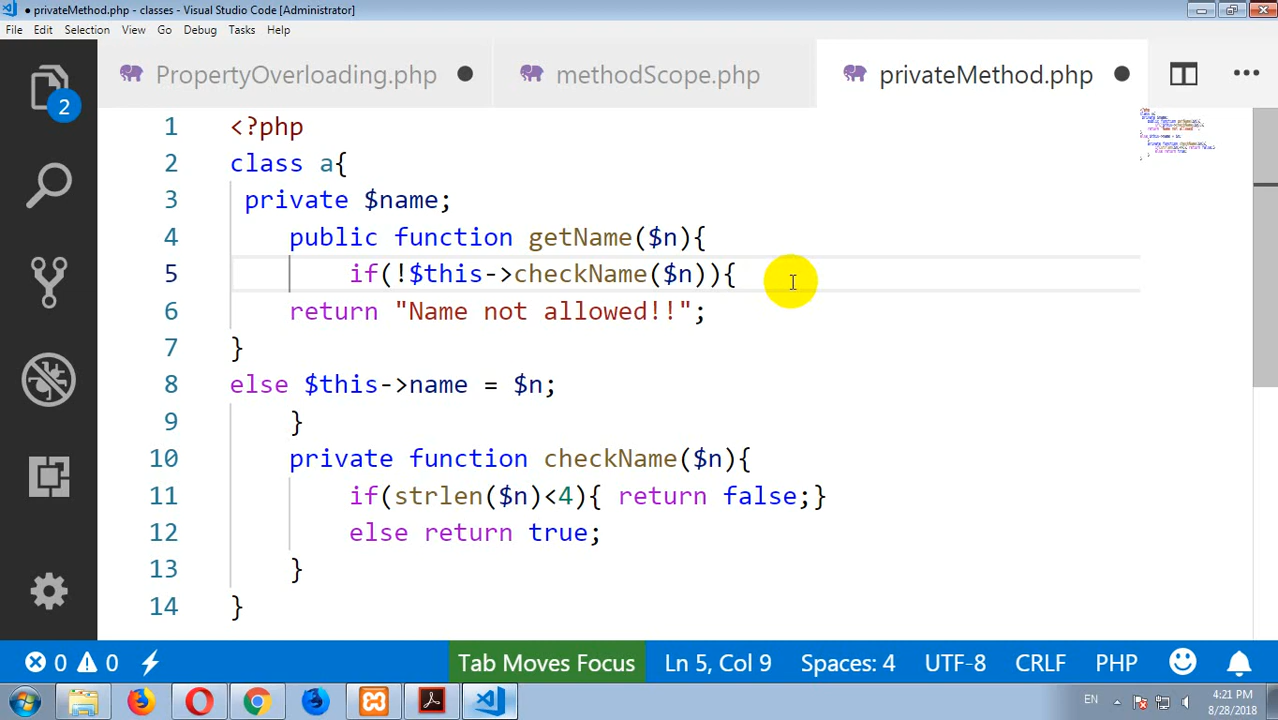 privateMethod.php - classes - Visual Studio Code [Administrator]
File Edit Selection View Go Debug Tasks Help
PropertyOverloading.php methodScope.php privateMethod.php
2
1 <?php
2 class a{
3 private $name;
4 public function getName($n){
5 if(!$this->checkName($n)){
6 return "Name not allowed!!";
7 }
8 else $this->name = $n;
9 }
10 private function checkName($n){
11 if(strlen($n)<4){ return false;}
12 else return true;
13 }
14 }
0 0 Tab Moves Focus Ln 5, Col 9 Spaces: 4 UTF-8 CRLF PHP
EN 4:21 PM
8/28/2018